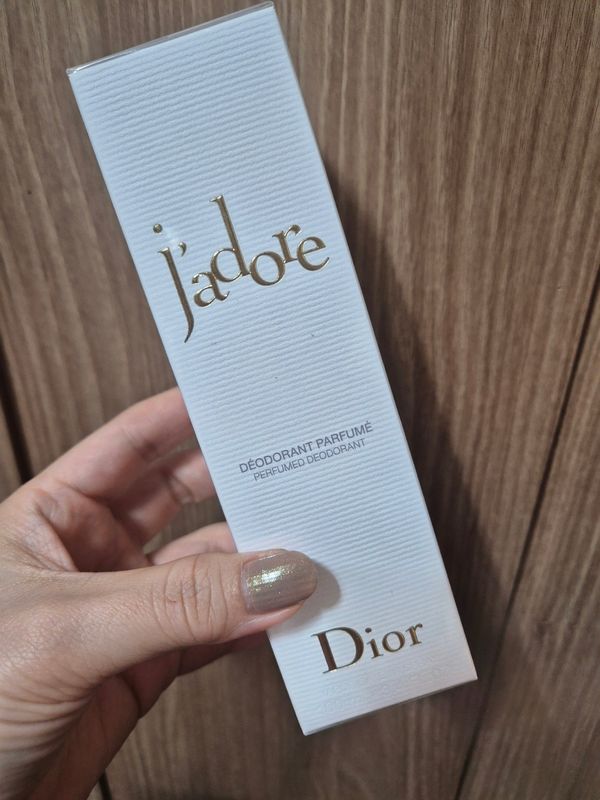 j'adore
DÉODORANT PARFUMÉ
PERFUMED DEODORANT
Dior